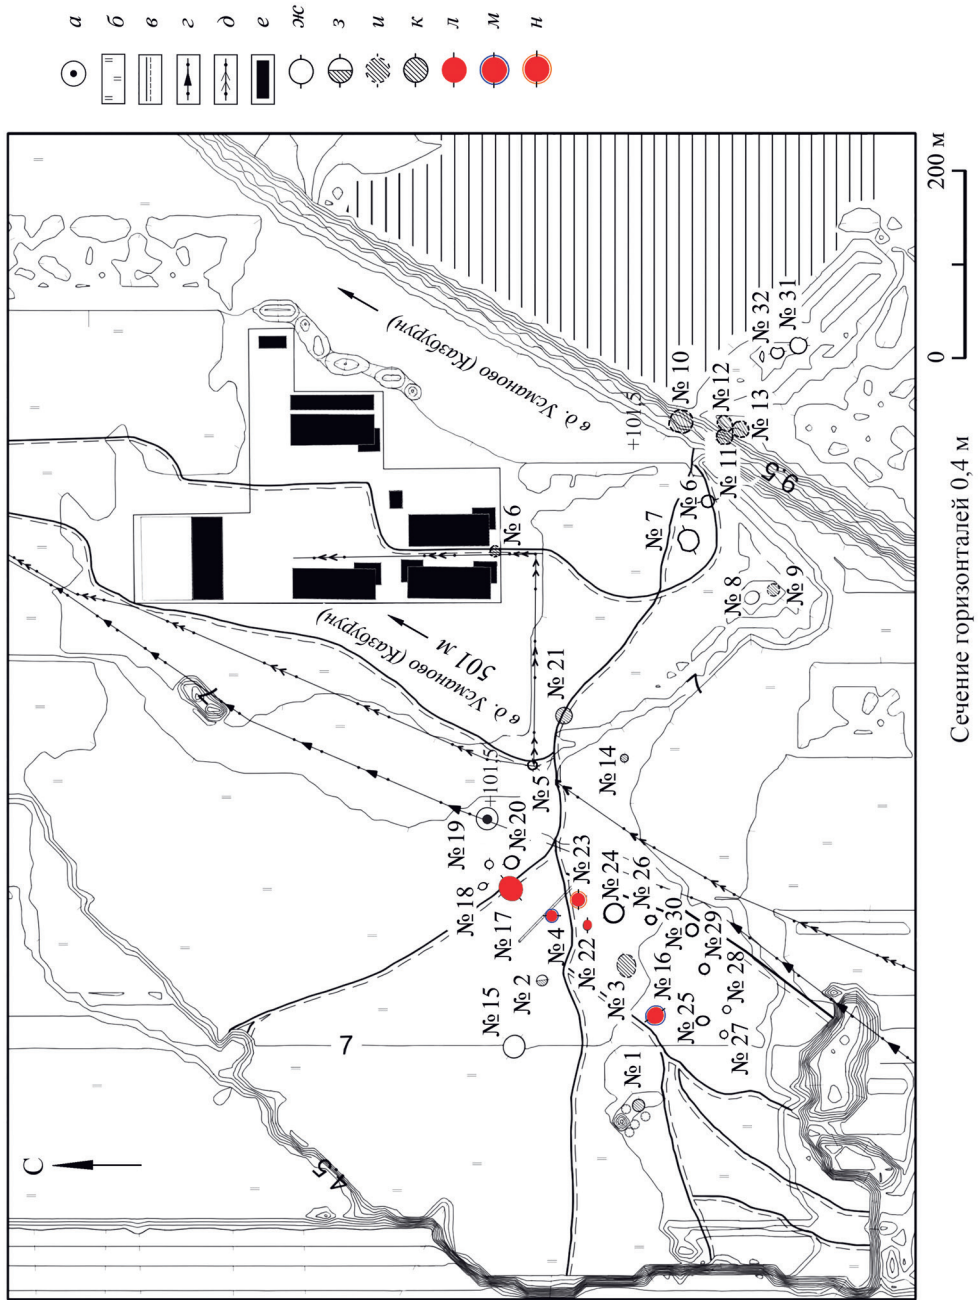 а
б
в
г
д
е
ж
з
и
к
л
м
н
С
в д. Усманово (Казбурун)
в д. Усманово (Казбурун)
501 м
№ 6
+101,5
№ 10
№ 32
№ 31
№ 12
№ 13
№ 11
9.5
№ 6
№ 7
№ 8
№ 9
7
7
№ 21
№ 14
№ 5
+101.5
№ 19
№ 20
№ 18
№ 17
№ 23
№ 4
№ 22
№ 24
№ 26
№ 30
№ 29
№ 28
№ 27
№ 25
№ 16
№ 3
№ 2
№ 15
№ 1
7
4
5
0
200 м
Сечение горизонталей 0,4 м